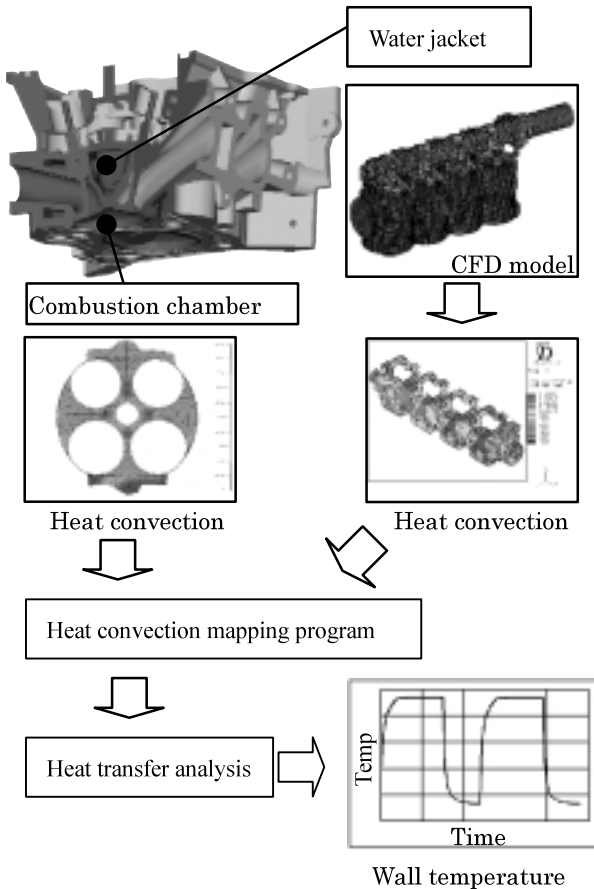 Water jacket
CFD model
Combustion chamber
D
Heat convection
Heat convection
Heat convection mapping program
Heat transfer analysis
Temp
Time
Wall temperature